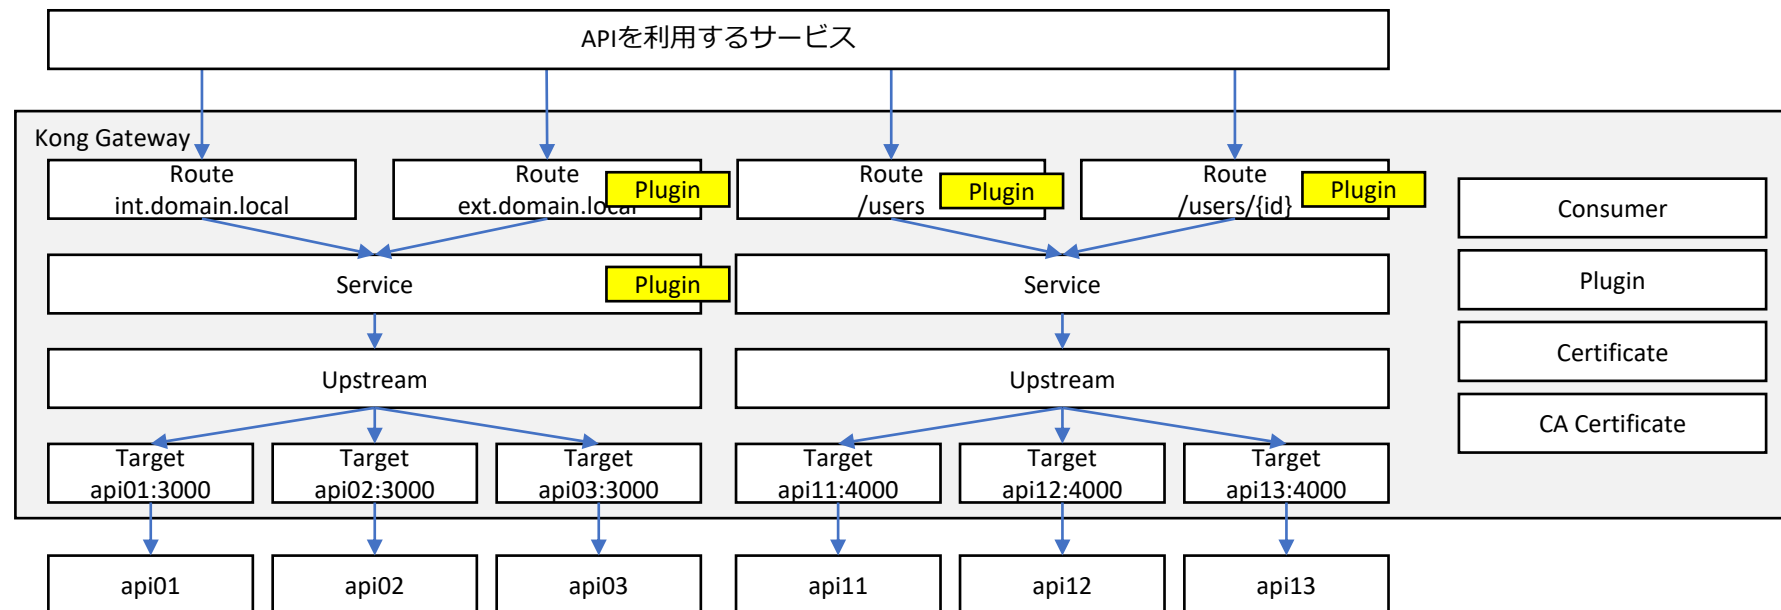 APIを利用するサービス
Kong Gateway
Route
int.domain.local
Route
ext.domain.local
Plugin
Route
/users
Plugin
Route
/users/{id}
Plugin
Consumer
Service
Plugin
Service
Plugin
Upstream
Upstream
Certificate
CA Certificate
Target
api01:3000
Target
api02:3000
Target
api03:3000
Target
api11:4000
Target
api12:4000
Target
api13:4000
api01
api02
api03
api11
api12
api13